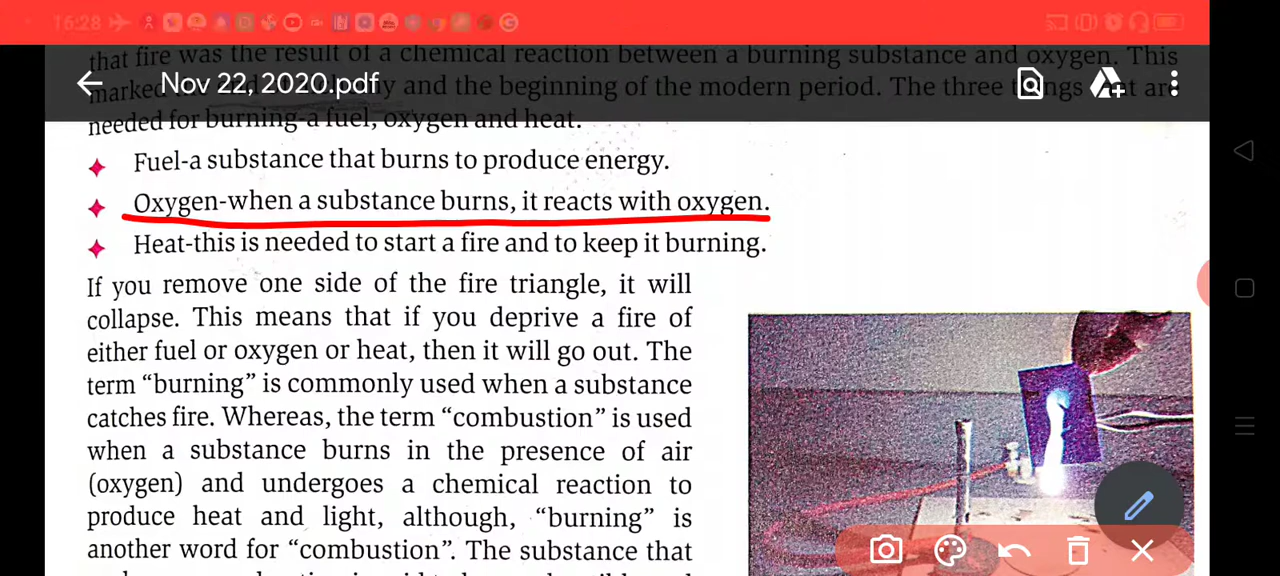 16:28
that fire was the result of a chemical reaction between a burning substance and oxygen. This
Nov 22, 2020.pdf
marked y and the beginning of the modern period. The three
needed for burning-a fuel, oxygen and heat.
Fuel-a substance that burns to produce energy.
Oxygen-when a substance burns, it reacts with oxygen.
Heat-this is needed to start a fire and to keep it burning.
If you remove one side of the fire triangle, it will
collapse. This means that if you deprive a fire of
either fuel or oxygen or heat, then it will go out. The
term “burning” is commonly used when a substance
catches fire. Whereas, the term “combustion” is used
when a substance burns in the presence of air
(oxygen) and undergoes a chemical reaction to
produce heat and light, although, “burning” is
another word for “combustion”. The substance that